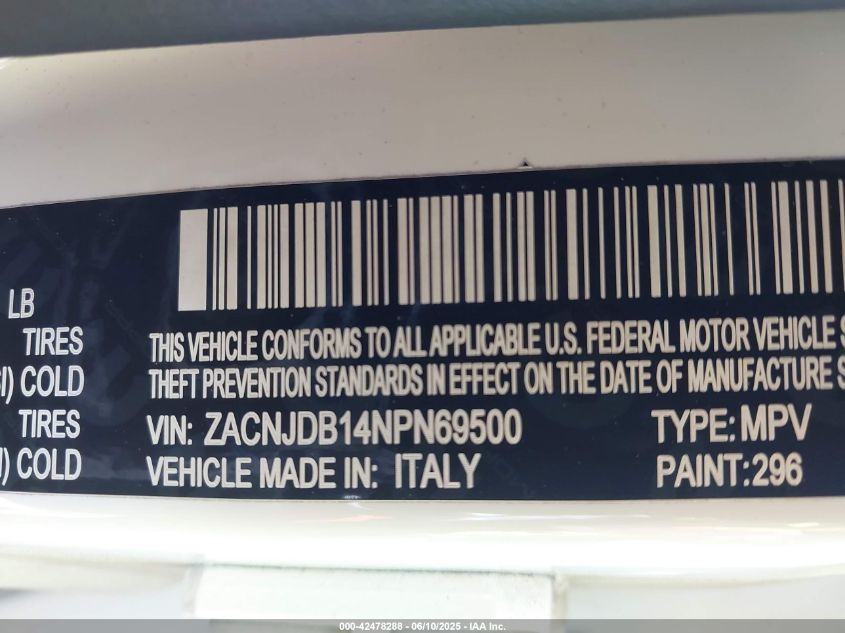 LB
TIRES
COLD
TIRES
COLD
THIS VEHICLE CONFORMS TO ALL APPLICABLE U.S. FEDERAL MOTOR VEHICLE
THEFT PREVENTION STANDARDS IN EFFECT ON THE DATE OF MANUFACTURE
VIN: ZACNJDB14NPN69500 TYPE: MPV
VEHICLE MADE IN: ITALY PAINT:296
000-42478288 - 06/10/2025 - IAA Inc.